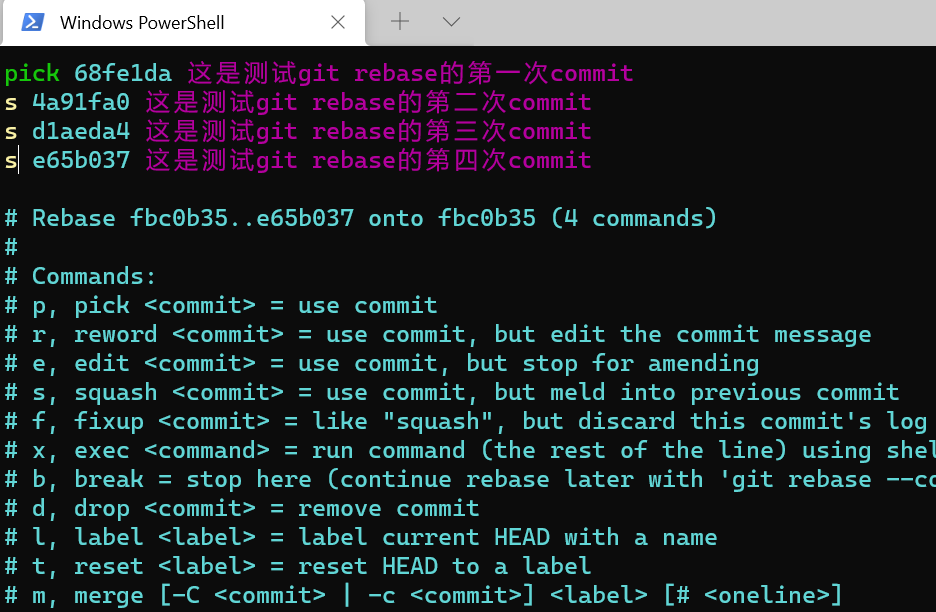 Windows PowerShell
pick 68fe1da 这是测试git rebase的第一次commit
s 4a91fa0 这是测试git rebase的第二次commit
s d1aeda4 这是测试git rebase的第三次commit
s e65b037 这是测试git rebase的第四次commit
# Rebase fbc0b35..e65b037 onto fbc0b35 (4 commands)
#
# Commands:
# p, pick <commit> = use commit
# r, reword <commit> = use commit, but edit the commit message
# e, edit <commit> = use commit, but stop for amending
# s, squash <commit> = use commit, but meld into previous commit
# f, fixup <commit> = like "squash", but discard this commit's log
# x, exec <command> = run command (the rest of the line) using shel
# b, break = stop here (continue rebase later with 'git rebase --co
# d, drop <commit> = remove commit
# l, label <label> = label current HEAD with a name
# t, reset <label> = reset HEAD to a label
# m, merge [-C <commit> | -c <commit>] <label> [# <oneline>]